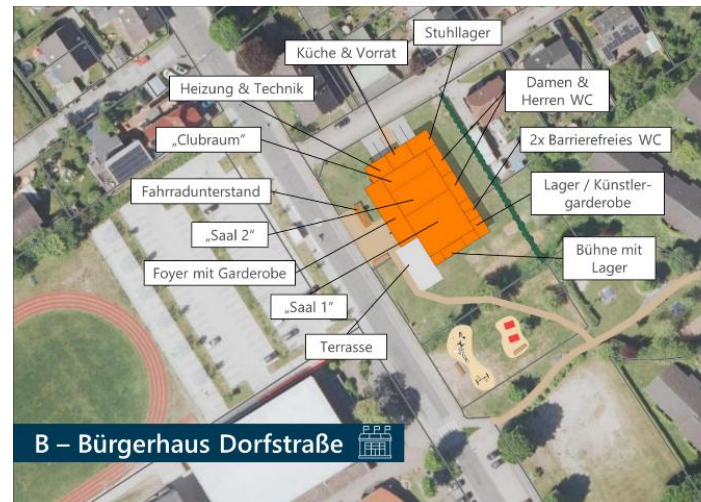 Stuhllager
Küche & Vorrat
Heizung & Technik
Damen &
Herren WC
„Clubraum“
2x Barrierefreies WC
Fahrradunterstand
Lager / Künstler-
garderobe
„Saal 2“
Foyer mit Garderobe
Bühne mit
Lager
„Saal 1“
Terrasse
B – Bürgerhaus Dorfstraße